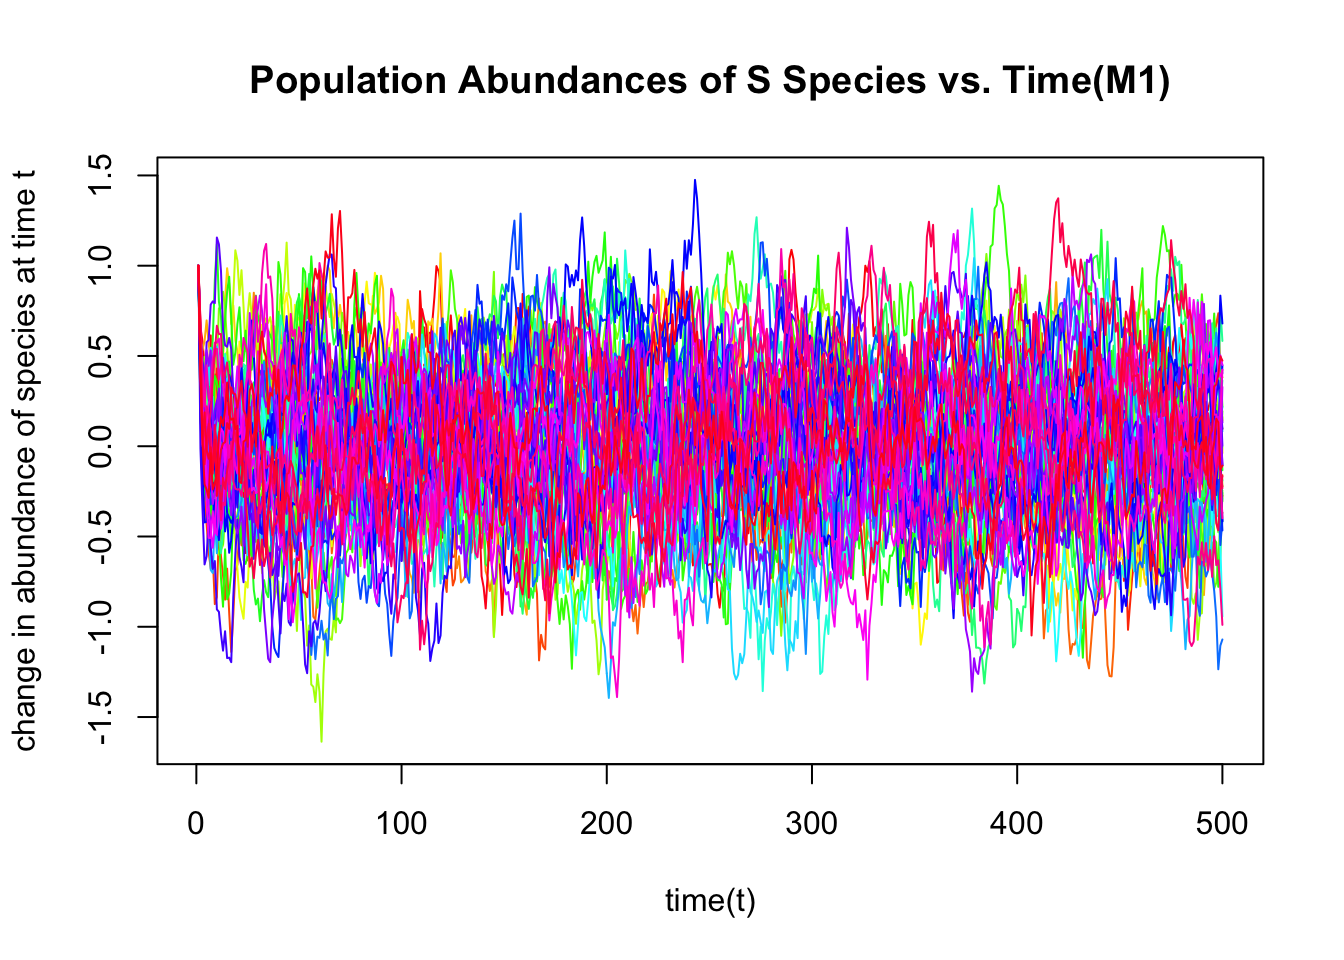 Population Abundances of S Species vs. Time(M1)
change in abundance of species at time t
1.5
1.0
0.5
0.0
-0.5
-1.0
-1.5
0 100 200 300 400 500
time(t)